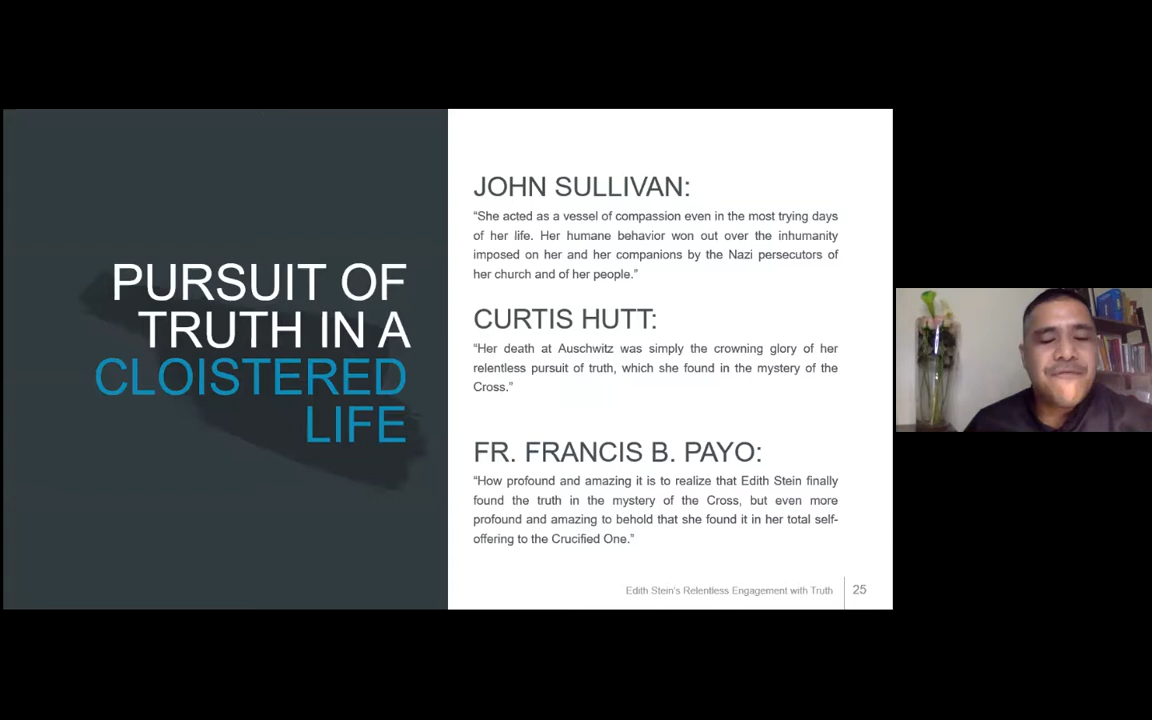 PURSUIT OF
TRUTH IN A
CLOISTERED
LIFE
JOHN SULLIVAN:
“She acted as a vessel of compassion even in the most trying days
of her life. Her humane behavior won out over the inhumanity
imposed on her and her companions by the Nazi persecutors of
her church and of her people.”
CURTIS HUTT:
“Her death at Auschwitz was simply the crowning glory of her
relentless pursuit of truth, which she found in the mystery of the
Cross.”
FR. FRANCIS B. PAYO:
“How profound and amazing it is to realize that Edith Stein finally
found the truth in the mystery of the Cross, but even more
profound and amazing to behold that she found it in her total self-
offering to the Crucified One.”
Edith Stein’s Relentless Engagement with Truth
25